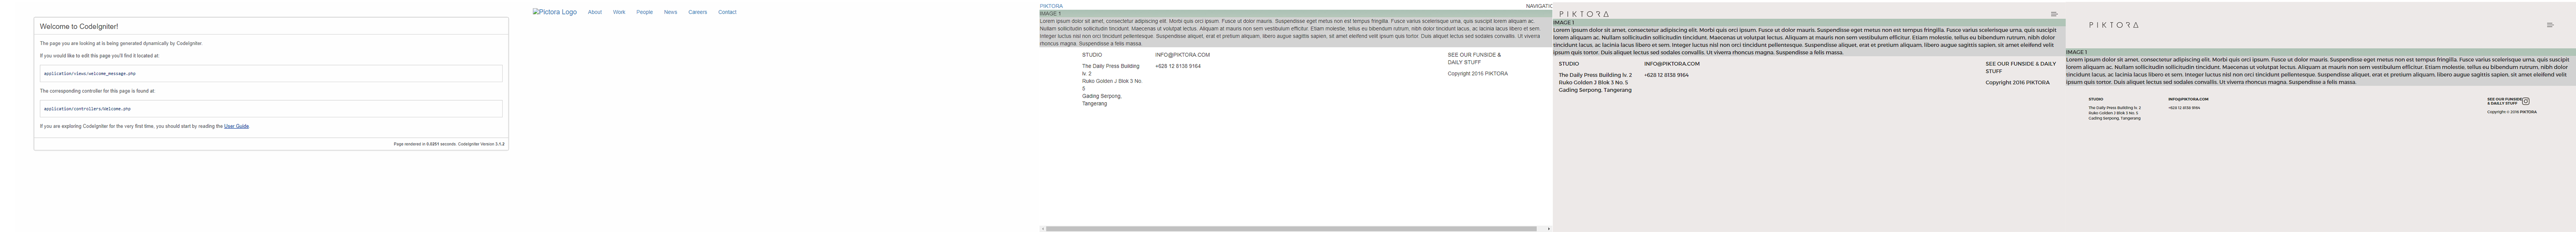 Welcome to CodeIgniter!
The page you are looking at is being generated dynamically by CodeIgniter.
If you would like to edit this page you'll find it located at:
application/views/welcome_message.php
The corresponding controller for this page is found at:
application/controllers/Welcome.php
If you are exploring CodeIgniter for the very first time, you should start by reading the User Guide.
Page rendered in 0.0251 seconds. CodeIgniter Version 3.1.2
Pictora Logo About Work People News Careers Contact
PIKTORA NAVIGATIO
IMAGE 1
Lorem ipsum dolor sit amet, consectetur adipiscing elit. Morbi quis orci ipsum. Fusce ut dolor mauris. Suspendisse eget metus non est tempus fringilla. Fusce varius scelerisque urna, quis suscipit lorem aliquam ac.
Nullam sollicitudin sollicitudin tincidunt. Maecenas ut volutpat lectus. Aliquam at mauris non sem vestibulum efficitur. Etiam molestie, tellus eu bibendum rutrum, nibh dolor tincidunt tortor, ac lacinia lacus libero et sem.
Integer luctus nisl non orci tincidunt pellentesque. Suspendisse aliquet, erat et pretium aliquam, libero augue sagittis sapien, sit amet eleifend velit ipsum quis tortor. Duis aliquet lectus sed sodales convallis. Ut viverra
rhoncus magna. Suspendisse a felis massa.
STUDIO
The Daily Press Building
lv. 2
Ruko Golden J Blok 3 No.
5
Gading Serpong,
Tangerang
INFO@PIKTORA.COM
+628 12 8138 9164
SEE OUR FUNSIDE &
DAILY STUFF
Copyright 2016 PIKTORA
PIKTORA
IMAGE 1
Lorem ipsum dolor sit amet, consectetur adipiscing elit. Morbi quis orci ipsum. Fusce ut dolor mauris. Suspendisse eget metus non est tempus fringilla. Fusce varius scelerisque urna, quis suscipit
lorem aliquam ac. Nullam sollicitudin sollicitudin tincidunt. Maecenas ut volutpat lectus. Aliquam at mauris non sem vestibulum efficitur. Etiam molestie, tellus eu bibendum rutrum, nibh dolor
tincidunt tortor, ac lacinia lacus libero et sem. Integer luctus nisl non orci tincidunt pellentesque. Suspendisse aliquet, erat et pretium aliquam, libero augue sagittis sapien, sit amet eleifend velit
ipsum quis tortor. Duis aliquet lectus sed sodales convallis. Ut viverra rhoncus magna. Suspendisse a felis massa.
STUDIO
The Daily Press Building lv. 2
Ruko Golden J Blok 3 No. 5
Gading Serpong, Tangerang
INFO@PIKTORA.COM
+628 12 8138 9164
SEE OUR FUNSIDE & DAILY
STUFF
Copyright 2016 PIKTORA
PIKTORA
IMAGE 1
Lorem ipsum dolor sit amet, consectetur adipiscing elit. Morbi quis orci ipsum. Fusce ut dolor mauris. Suspendisse eget metus non est tempus fringilla. Fusce varius scelerisque urna, quis suscipit
lorem aliquam ac. Nullam sollicitudin sollicitudin tincidunt. Maecenas ut volutpat lectus. Aliquam at mauris non sem vestibulum efficitur. Etiam molestie, tellus eu bibendum rutrum, nibh dolor
tincidunt tortor, ac lacinia lacus libero et sem. Integer luctus nisl non orci tincidunt pellentesque. Suspendisse aliquet, erat et pretium aliquam, libero augue sagittis sapien, sit amet eleifend velit
ipsum quis tortor. Duis aliquet lectus sed sodales convallis. Ut viverra rhoncus magna. Suspendisse a felis massa.
STUDIO
The Daily Press Building lv. 2
Ruko Golden J Blok 3 No. 5
Gading Serpong, Tangerang
INFO@PIKTORA.COM
+628 12 8138 9164
SEE OUR FUNSIDE
& DAILLY STUFF
Copyright © 2016 PIKTORA